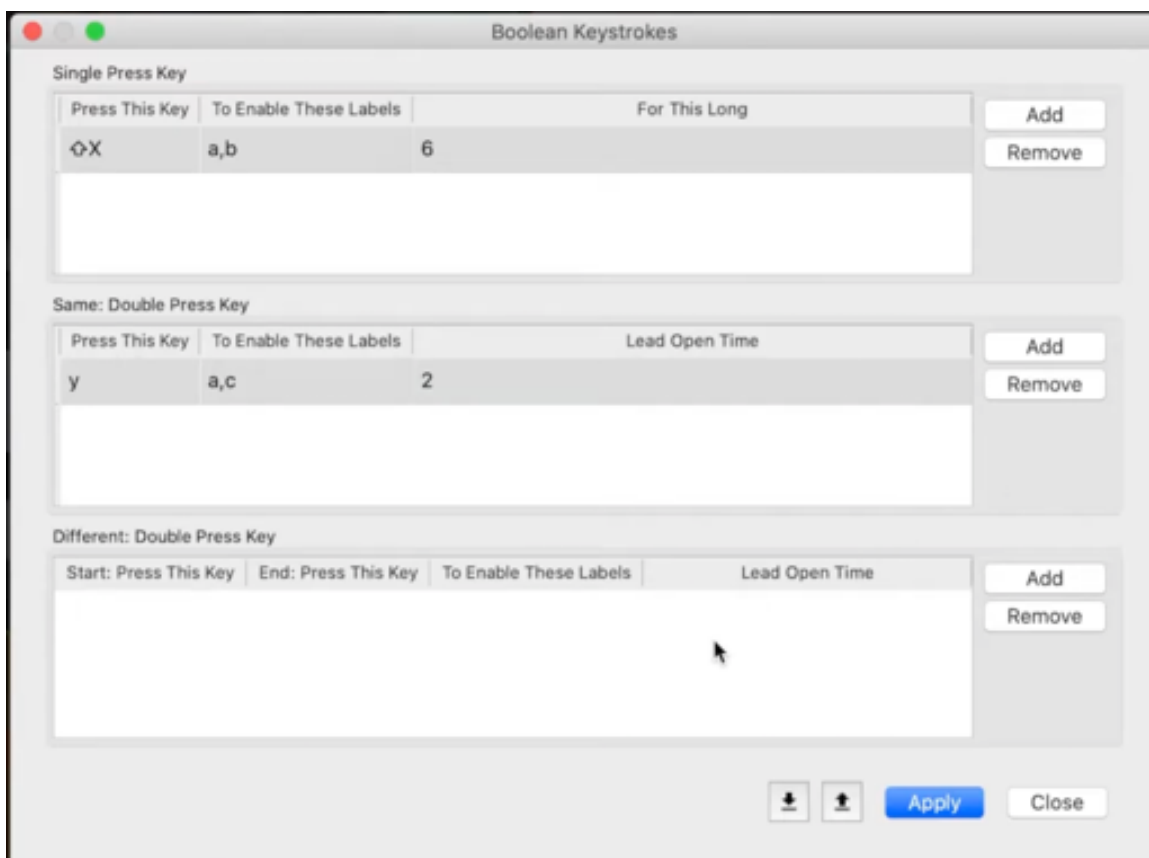 Boolean Keystrokes
Single Press Key
Press This Key To Enable These Labels For This Long
⇧X a,b 6
Add
Remove
Same: Double Press Key
Press This Key To Enable These Labels Lead Open Time
y a,c 2
Add
Remove
Different: Double Press Key
Start: Press This Key End: Press This Key To Enable These Labels Lead Open Time
Add
Remove
Apply Close